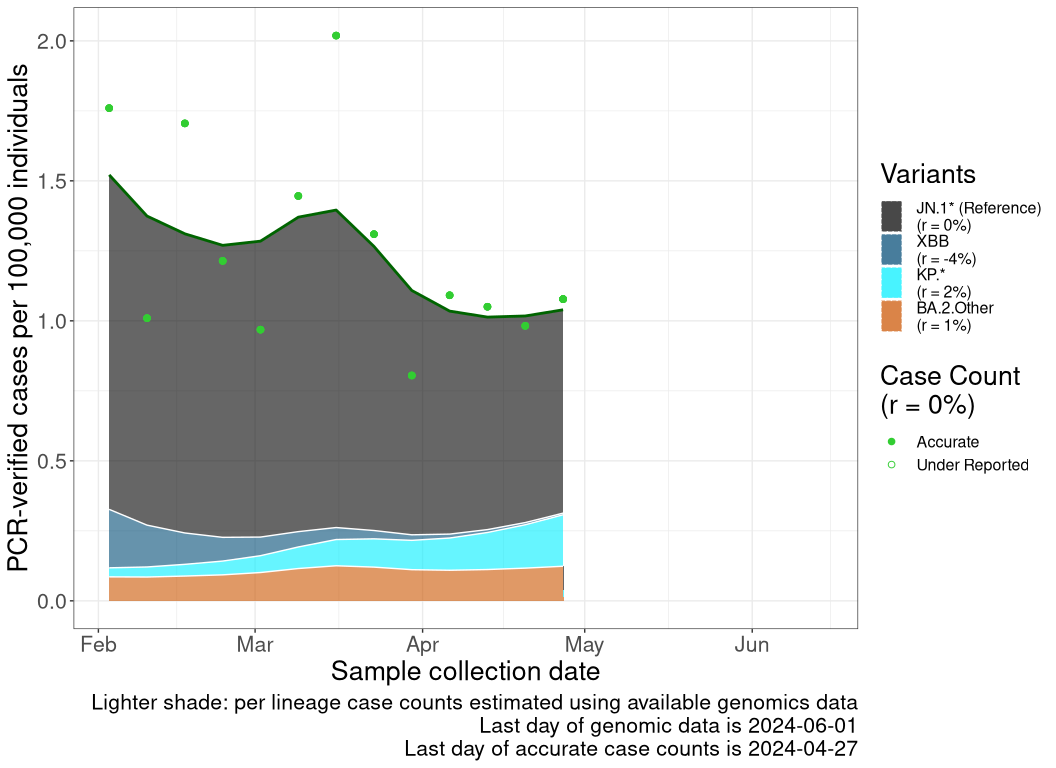 PCR-verified cases per 100,000 individuals
2.0
1.5
1.0
0.5
0.0
Feb
Mar
Apr
May
Jun
Sample collection date
Lighter shade: per lineage case counts estimated using available genomics data
Last day of genomic data is 2024-06-01
Last day of accurate case counts is 2024-04-27
Variants
JN.1* (Reference)
(r = 0%)
XBB
(r = -4%)
KP.*
(r = 2%)
BA.2.Other
(r = 1%)
Case Count
(r = 0%)
Accurate
Under Reported